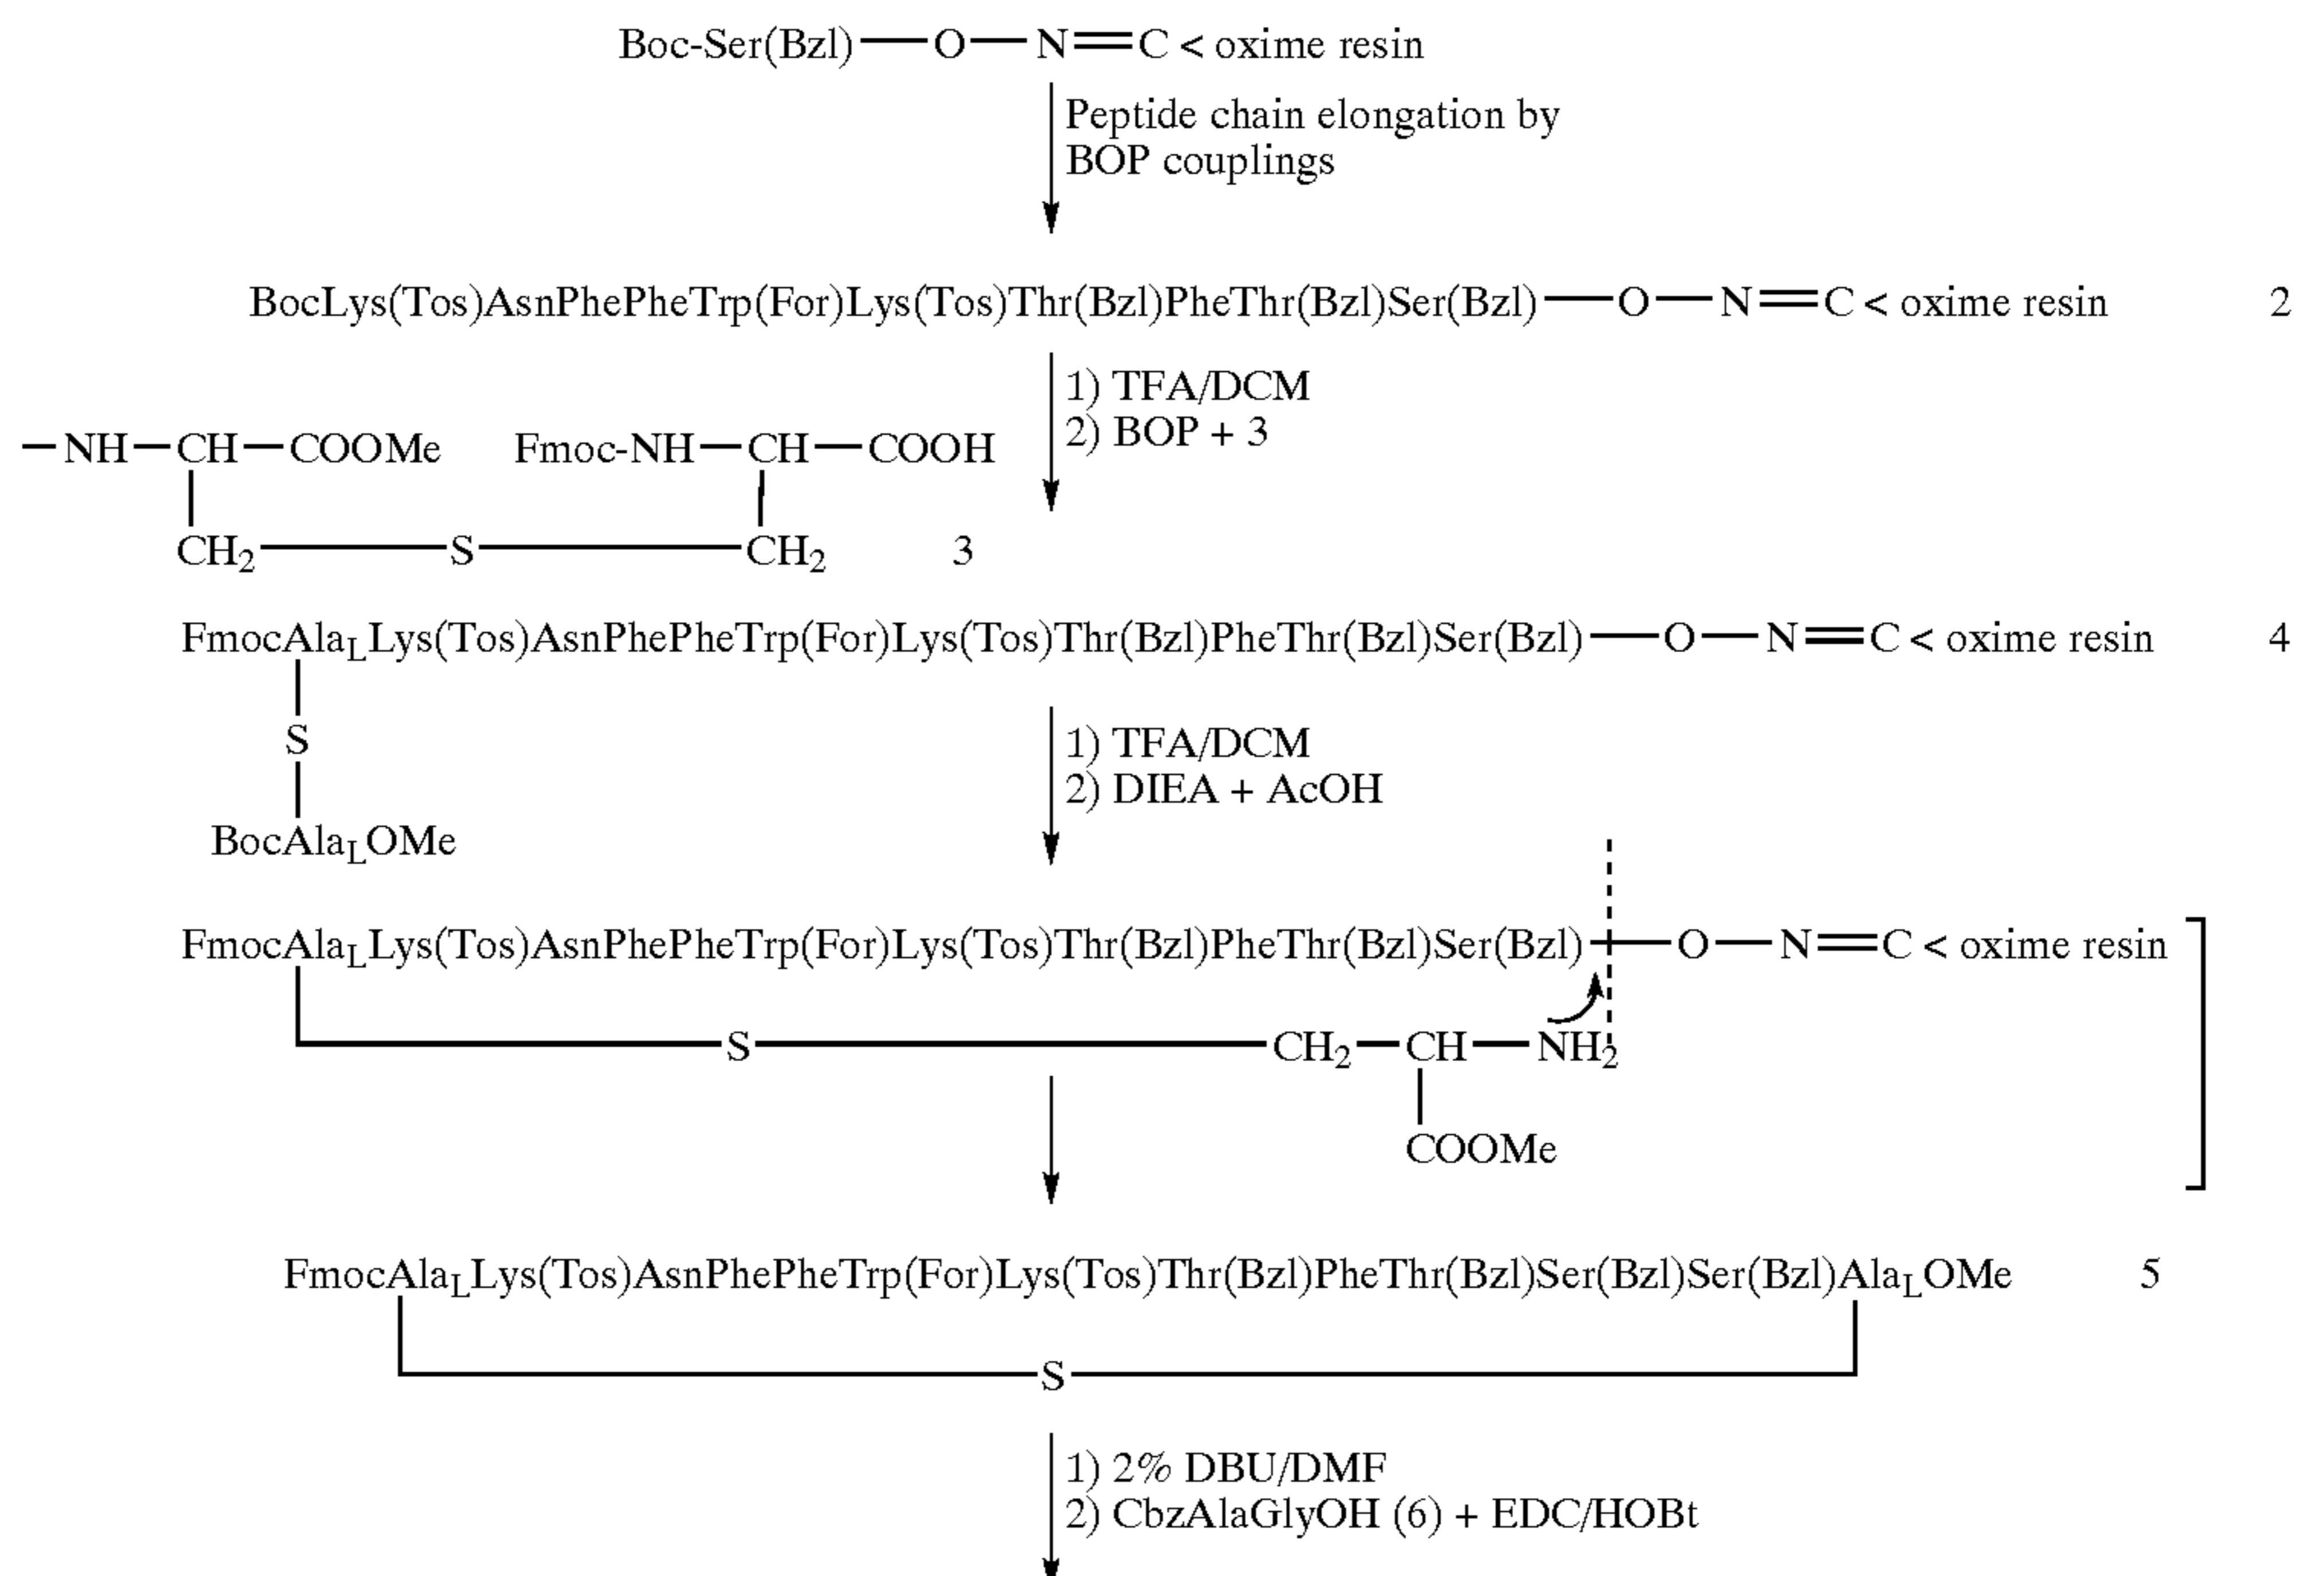 Boc-Ser(Bzl)—O—N=C < oxime resin
Peptide chain elongation by
BOP couplings
BocLys(Tos)AsnPhePheTrp(For)Lys(Tos)Thr(Bzl)PheThr(Bzl)Ser(Bzl)—O—N=C < oxime resin 2
1) TFA/DCM
2) BOP + 3
—NH—CH—COOMe Fmoc-NH—CH—COOH
CH₂—S—CH₂ 3
FmocAlaLLys(Tos)AsnPhePheTrp(For)Lys(Tos)Thr(Bzl)PheThr(Bzl)Ser(Bzl)—O—N=C < oxime resin 4
S
1) TFA/DCM
2) DIEA + AcOH
BocAlaLOMe
FmocAlaLLys(Tos)AsnPhePheTrp(For)Lys(Tos)Thr(Bzl)PheThr(Bzl)Ser(Bzl)—O—N=C < oxime resin
S—CH₂—CH—NH₂
COOMe
FmocAlaLLys(Tos)AsnPhePheTrp(For)Lys(Tos)Thr(Bzl)PheThr(Bzl)Ser(Bzl)Ser(Bzl)AlaLOMe 5
S
1) 2% DBU/DMF
2) CbzAlaGlyOH (6) + EDC/HOBt